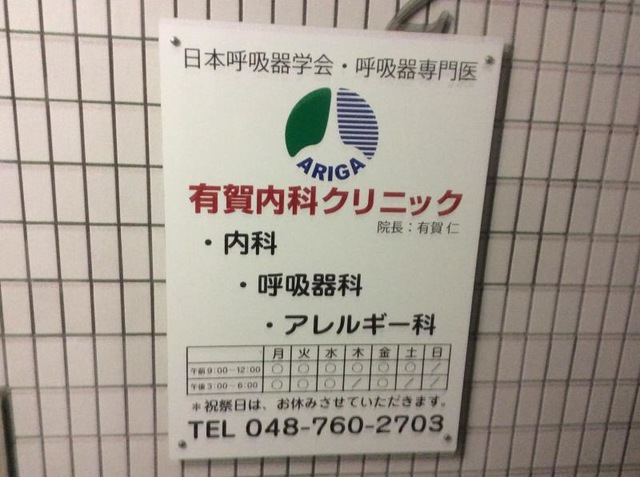 日本呼吸器学会・呼吸器専門医
ARIGA
有賀内科クリニック
院長：有賀 仁
・内科
・呼吸器科
・アレルギー科
月 火 水 木 金 土 日
午前9:00〜12:00 ○ ○ ○ ○ ○ ○ /
午後3:00〜6:00 ○ ○ ○ / ○ / /
＊祝祭日は、お休みさせていただきます。
TEL 048-760-2703